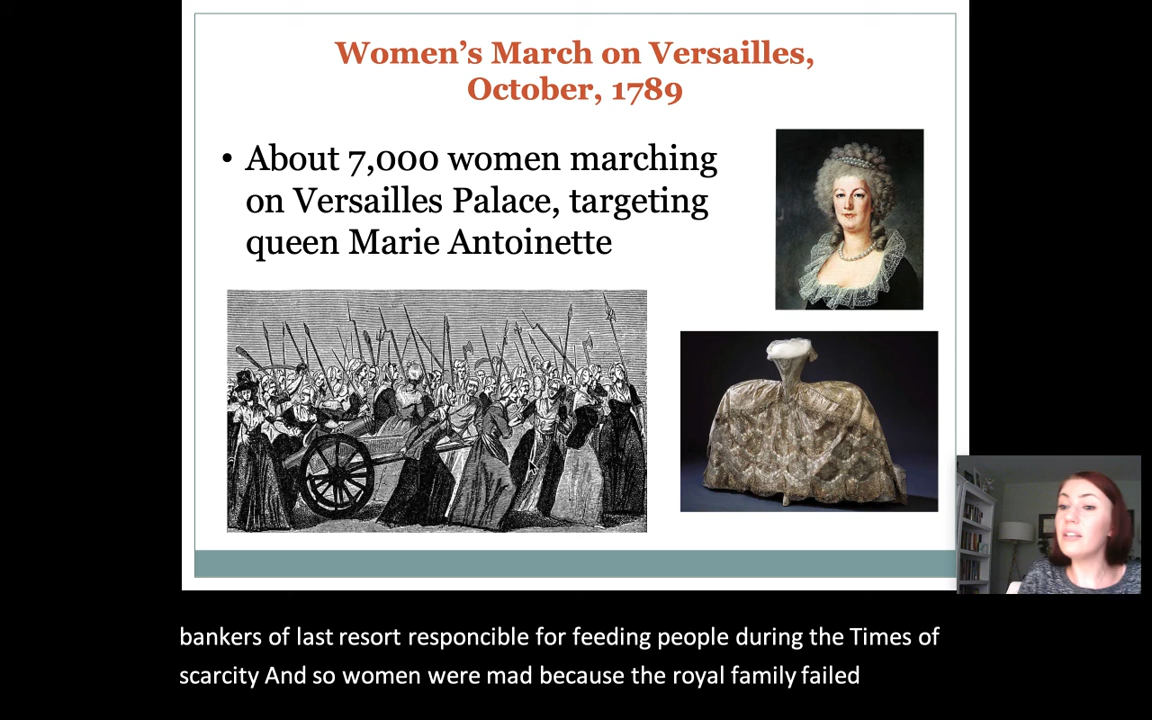 Women’s March on Versailles,
October, 1789
• About 7,000 women marching
on Versailles Palace, targeting
queen Marie Antoinette
bankers of last resort responcible for feeding people during the Times of
scarcity And so women were mad because the royal family failed